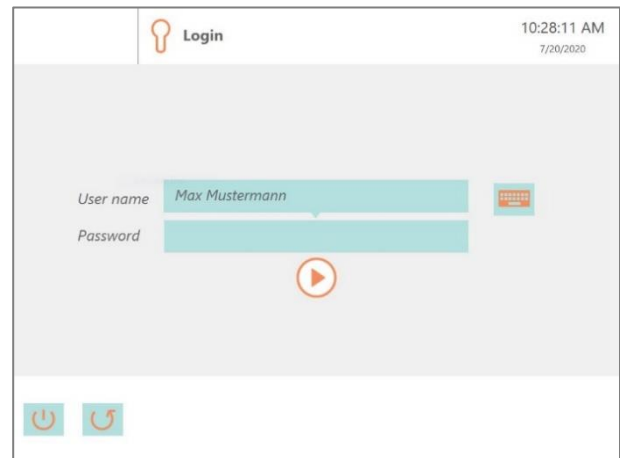 Login
10:28:11 AM
7/20/2020
User name
Max Mustermann
Password